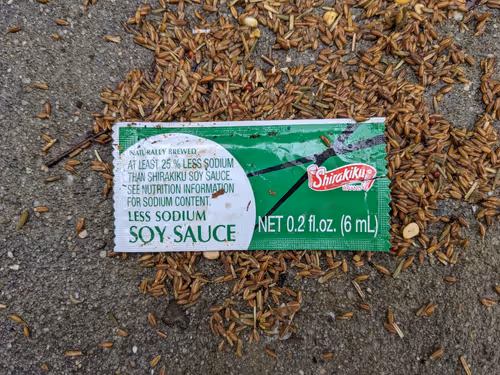 NATURALLY BREWED
AT LEAST 25 % LESS SODIUM
THAN SHIRAKIKU SOY SAUCE.
SEE NUTRITION INFORMATION
FOR SODIUM CONTENT.
LESS SODIUM
SOY SAUCE
Shirakiku
NET 0.2 fl.oz. (6 mL)